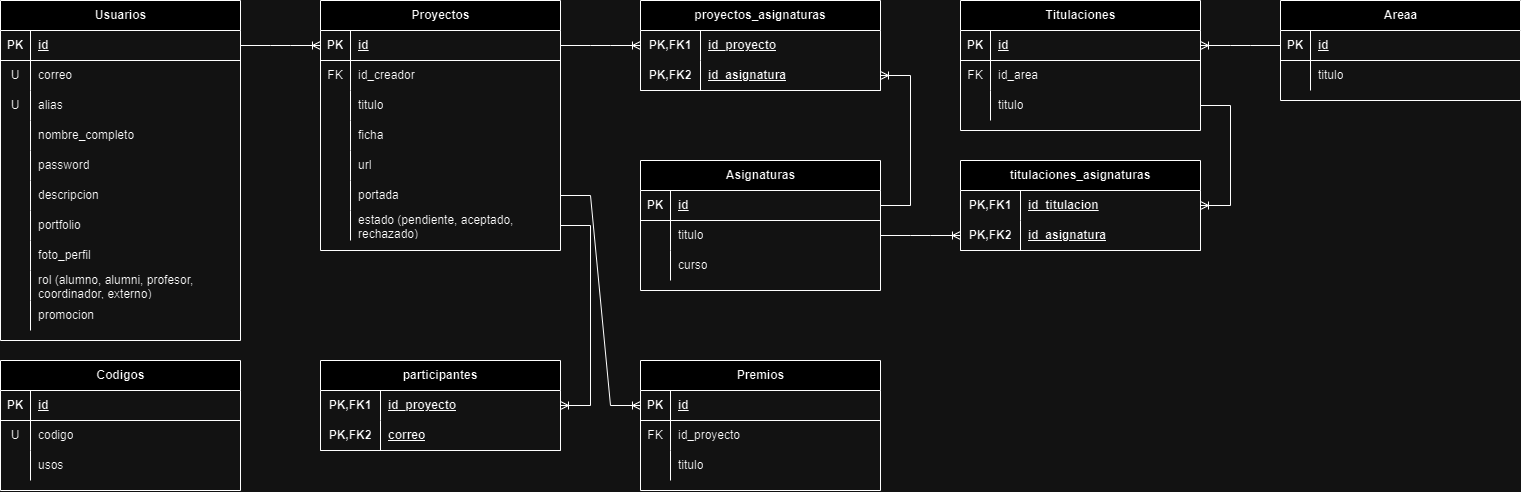 Usuarios
PK id
U correo
U alias
nombre_completo
password
descripcion
portfolio
foto_perfil
rol (alumno, alumni, profesor,
coordinador, externo)
promocion
Proyectos
PK id
FK id_creador
titulo
ficha
url
portada
estado (pendiente, aceptado,
rechazado)
proyectos_asignaturas
PK,FK1 id_proyecto
PK,FK2 id_asignatura
Titulaciones
PK id
FK id_area
titulo
Areaa
PK id
titulo
Asignaturas
PK id
titulo
curso
titulaciones_asignaturas
PK,FK1 id_titulacion
PK,FK2 id_asignatura
Codigos
PK id
U codigo
usos
participantes
PK,FK1 id_proyecto
PK,FK2 correo
Premios
PK id
FK id_proyecto
titulo